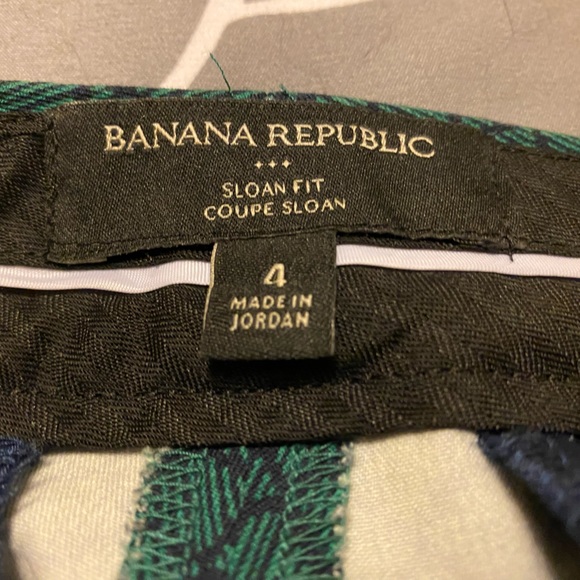 BANANA REPUBLIC
SLOAN FIT
COUPE SLOAN
4
MADE IN
JORDAN